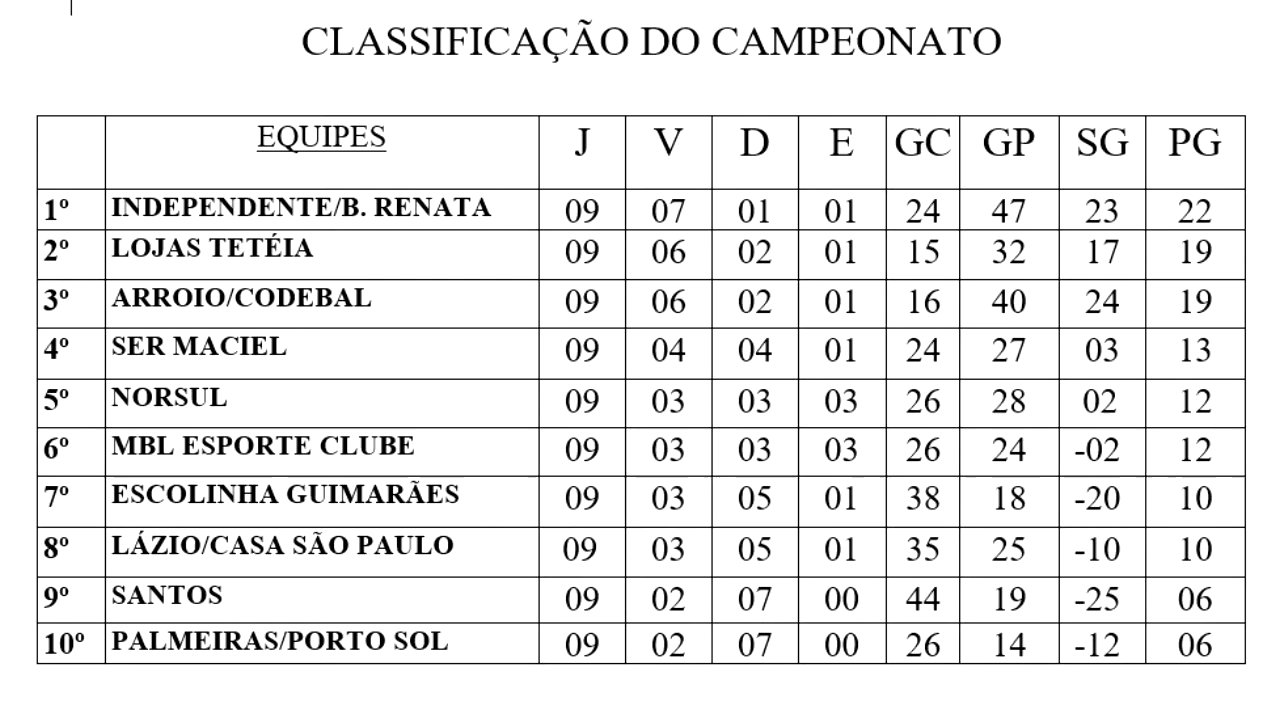 CLASSIFICAÇÃO DO CAMPEONATO
EQUIPES J V D E GC GP SG PG
1º INDEPENDENTE/B. RENATA 09 07 01 01 24 47 23 22
2º LOJAS TETÉIA 09 06 02 01 15 32 17 19
3º ARROIO/CODEBAL 09 06 02 01 16 40 24 19
4º SER MACIEL 09 04 04 01 24 27 03 13
5º NORSUL 09 03 03 03 26 28 02 12
6º MBL ESPORTE CLUBE 09 03 03 03 26 24 -02 12
7º ESCOLINHA GUIMARÃES 09 03 05 01 38 18 -20 10
8º LÁZIO/CASA SÃO PAULO 09 03 05 01 35 25 -10 10
9º SANTOS 09 02 07 00 44 19 -25 06
10º PALMEIRAS/PORTO SOL 09 02 07 00 26 14 -12 06